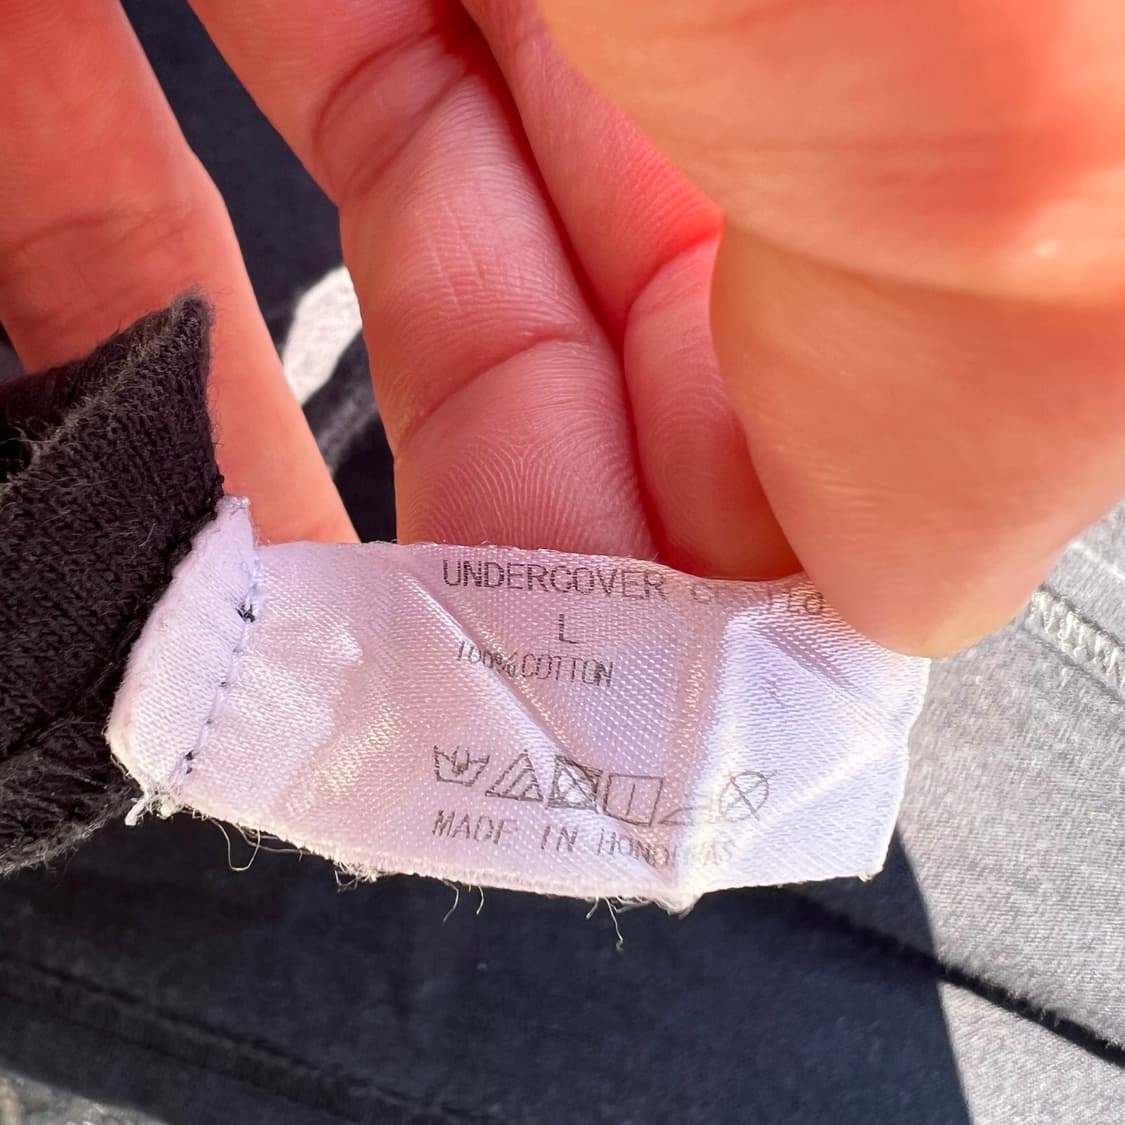 UNDERCOVER
L
100% COTTON
MADE IN HONDURAS